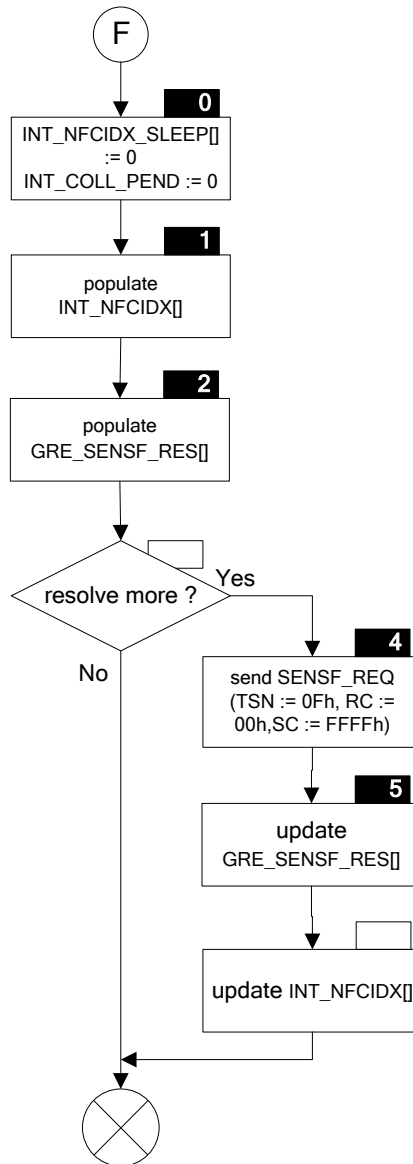 F
0
INT_NFCIDX_SLEEP[]
:= 0
INT_COLL_PEND := 0
1
populate
INT_NFCIDX[]
2
populate
GRE_SENSF_RES[]
resolve more ?
Yes
No
4
send SENSF_REQ
(TSN := 0Fh, RC :=
00h,SC := FFFFh)
5
update
GRE_SENSF_RES[]
update INT_NFCIDX[]